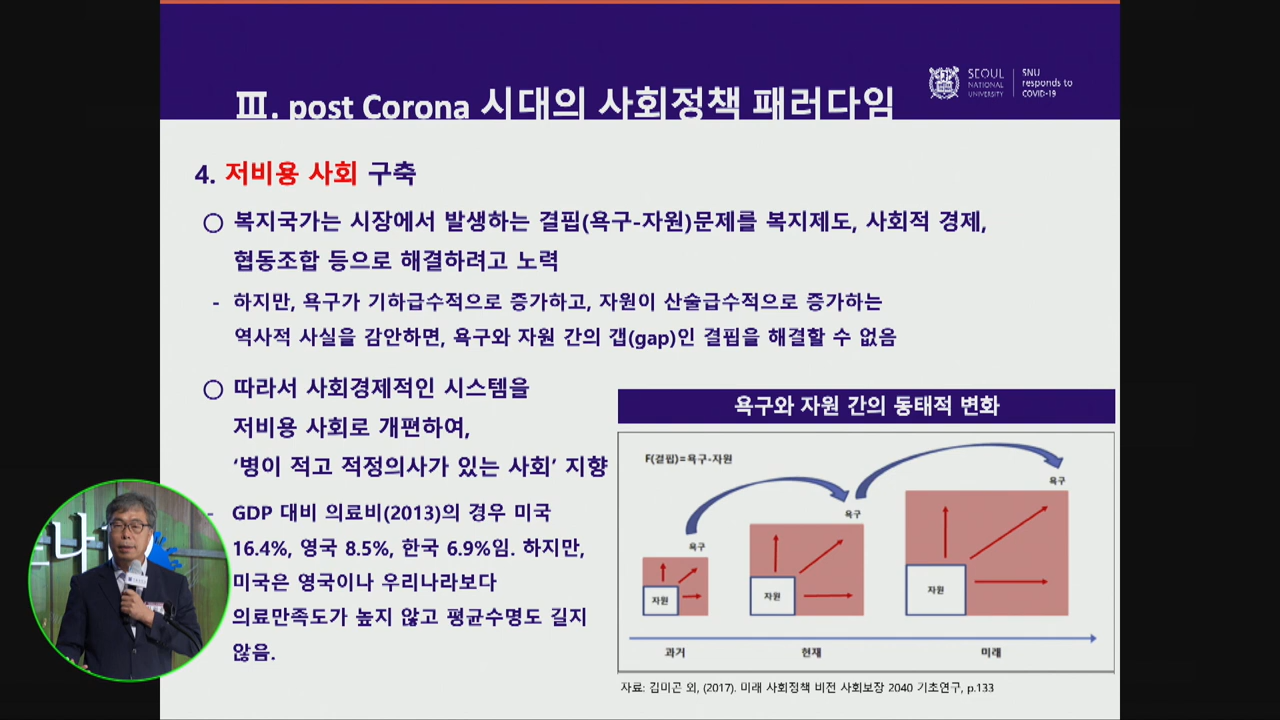 Ⅲ. post Corona 시대의 사회정책 패러다임
SEOUL
NATIONAL
UNIVERSITY
SNU
responds to
COVID-19
4. 저비용 사회 구축
○ 복지국가는 시장에서 발생하는 결핍(욕구-자원)문제를 복지제도, 사회적 경제,
협동조합 등으로 해결하려고 노력
- 하지만, 욕구가 기하급수적으로 증가하고, 자원이 산술급수적으로 증가하는
역사적 사실을 감안하면, 욕구와 자원 간의 갭(gap)인 결핍을 해결할 수 없음
○ 따라서 사회경제적인 시스템을
저비용 사회로 개편하여,
‘병이 적고 적정의사가 있는 사회’ 지향
- GDP 대비 의료비(2013)의 경우 미국
16.4%, 영국 8.5%, 한국 6.9%임. 하지만,
미국은 영국이나 우리나라보다
의료만족도가 높지 않고 평균수명도 길지
않음.
욕구와 자원 간의 동태적 변화
F(결핍)=욕구-자원
욕구
욕구
욕구
자원
자원
자원
과거
현재
미래
자료: 김미곤 외, (2017). 미래 사회정책 비전 사회보장 2040 기초연구, p.133